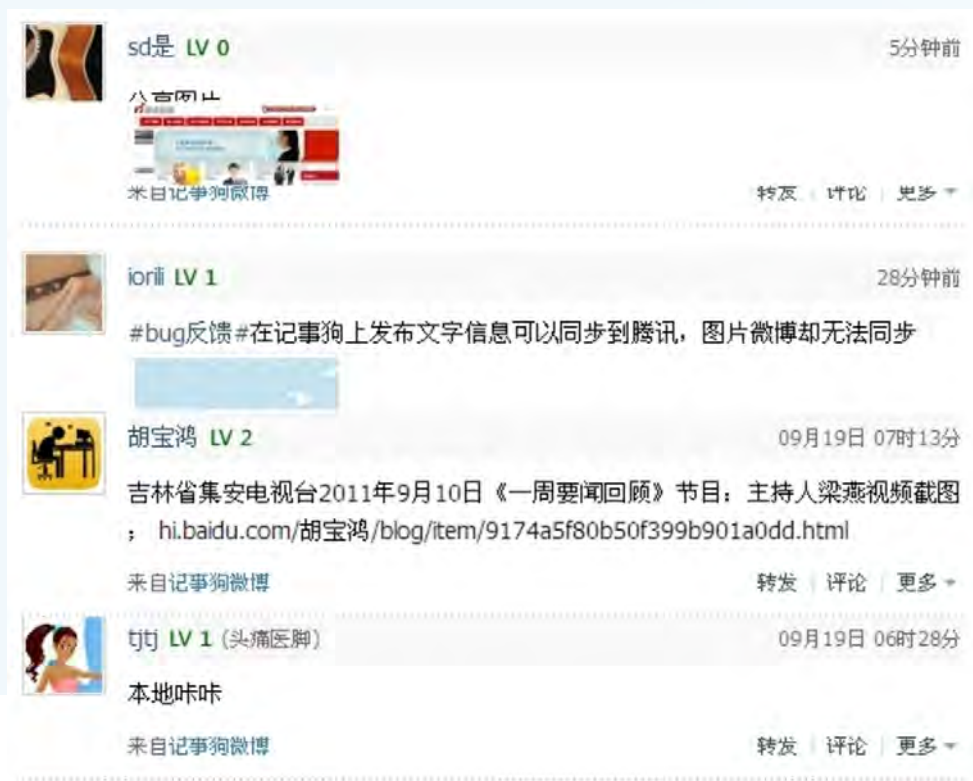 sd是 LV 0 5分钟前
分享图片
来自记事狗微博 转发 评论 更多
iorili LV 1 28分钟前
#bug反馈#在记事狗上发布文字信息可以同步到腾讯，图片微博却无法同步
胡宝鸿 LV 2 09月19日 07时13分
吉林省集安电视台2011年9月10日《一周要闻回顾》节目：主持人梁燕视频截图
； hi.baidu.com/胡宝鸿/blog/item/9174a5f80b50f399b901a0dd.html
来自记事狗微博 转发 评论 更多
tjtj LV 1 (头痛医脚) 09月19日 06时28分
本地咔咔
来自记事狗微博 转发 评论 更多